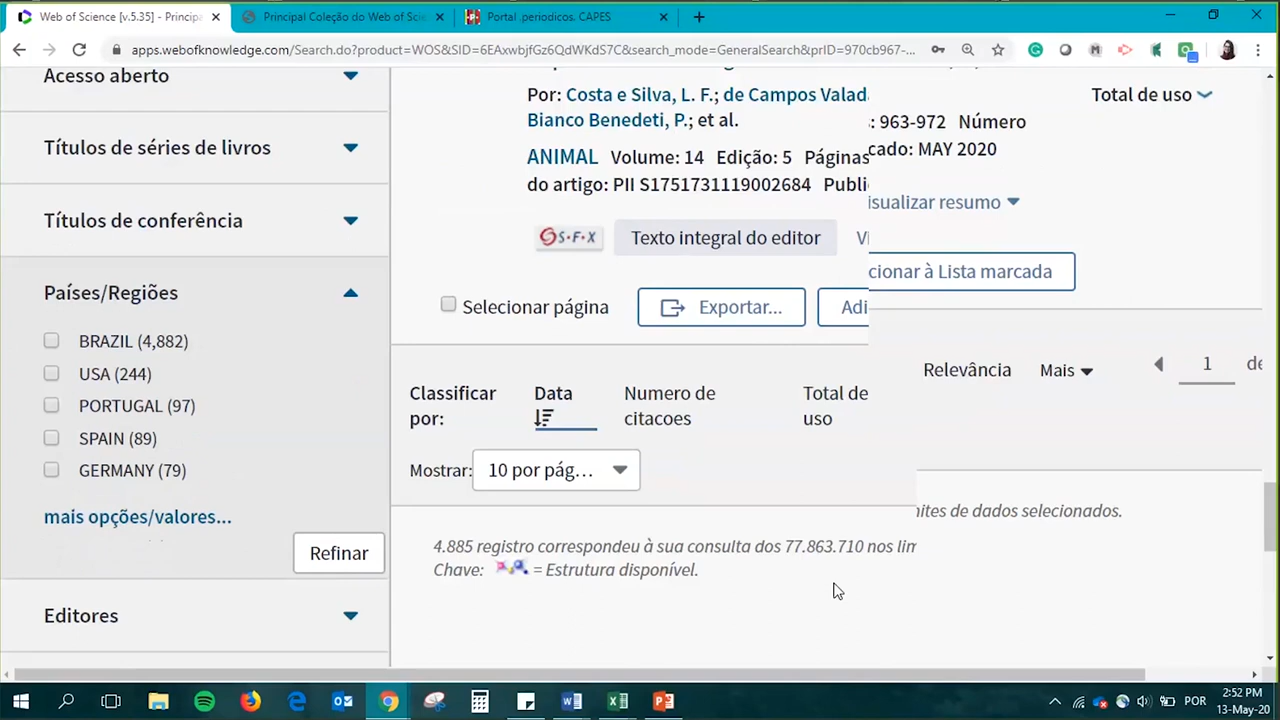 Web of Science [v.5.35] - Principa
Principal Coleção do Web of Scie
Portal .periodicos. CAPES
apps.webofknowledge.com/Search.do?product=WOS&SID=6EAxwbjfGz6QdWKdS7C&search_mode=GeneralSearch&prID=970cb967-...
Acesso aberto
Títulos de séries de livros
Títulos de conferência
Países/Regiões
BRAZIL (4,882)
USA (244)
PORTUGAL (97)
SPAIN (89)
GERMANY (79)
mais opções/valores...
Refinar
Editores
Por: Costa e Silva, L. F.; de Campos Valada
Bianco Benedeti, P.; et al.
ANIMAL Volume: 14 Edição: 5 Páginas
: 963-972 Número
do artigo: PII S1751731119002684 Publi
cado: MAY 2020
Total de uso
S·F·X Texto integral do editor Vi
isualizar resumo
Selecionar página Exportar... Adi
cionar à Lista marcada
Classificar por: Data Numero de citacoes Total de uso
Relevância Mais 1 de
Mostrar: 10 por pág...
4.885 registro correspondeu à sua consulta dos 77.863.710 nos lim
nites de dados selecionados.
Chave: = Estrutura disponível.
POR
2:52 PM
13-May-20